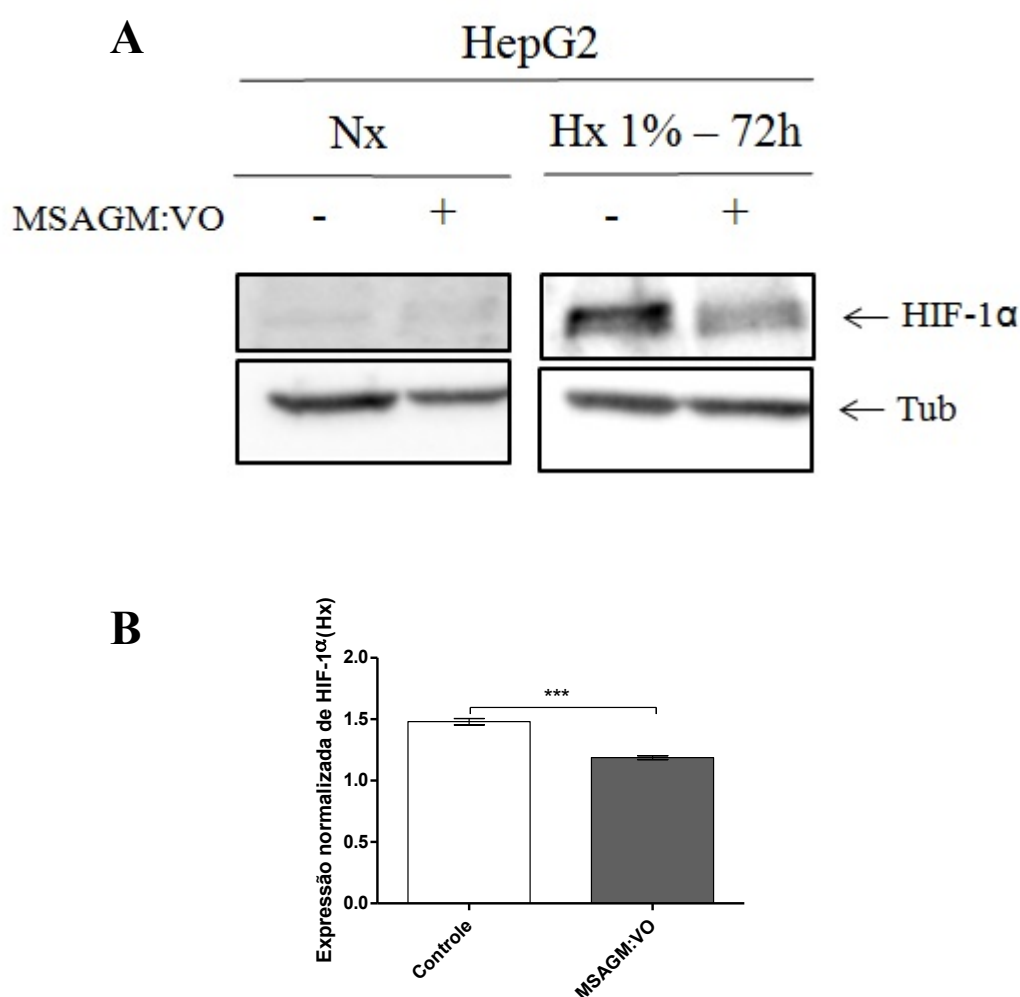 A
HepG2
Nx
Hx 1% – 72h
MSAGM:VO - + - +
← HIF-1α
← Tub
B
Expressão normalizada de HIF-1α(Hx)
2.0
1.5
1.0
0.5
0.0
***
Controle
MSAGM:VO